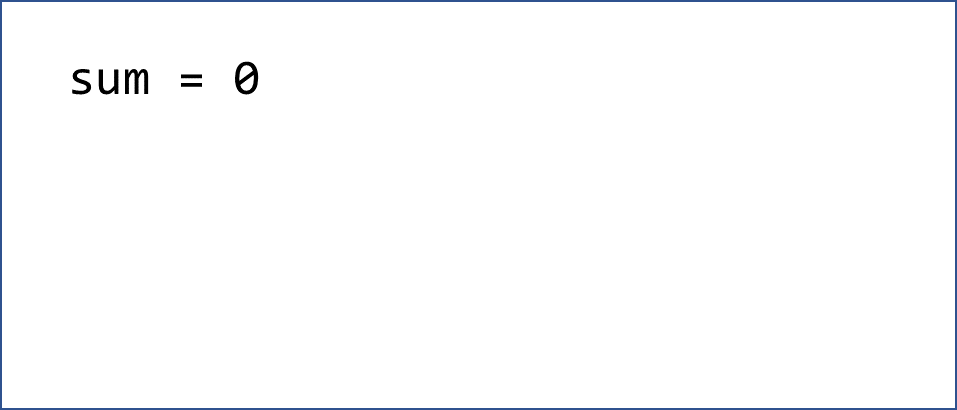 sum = 0